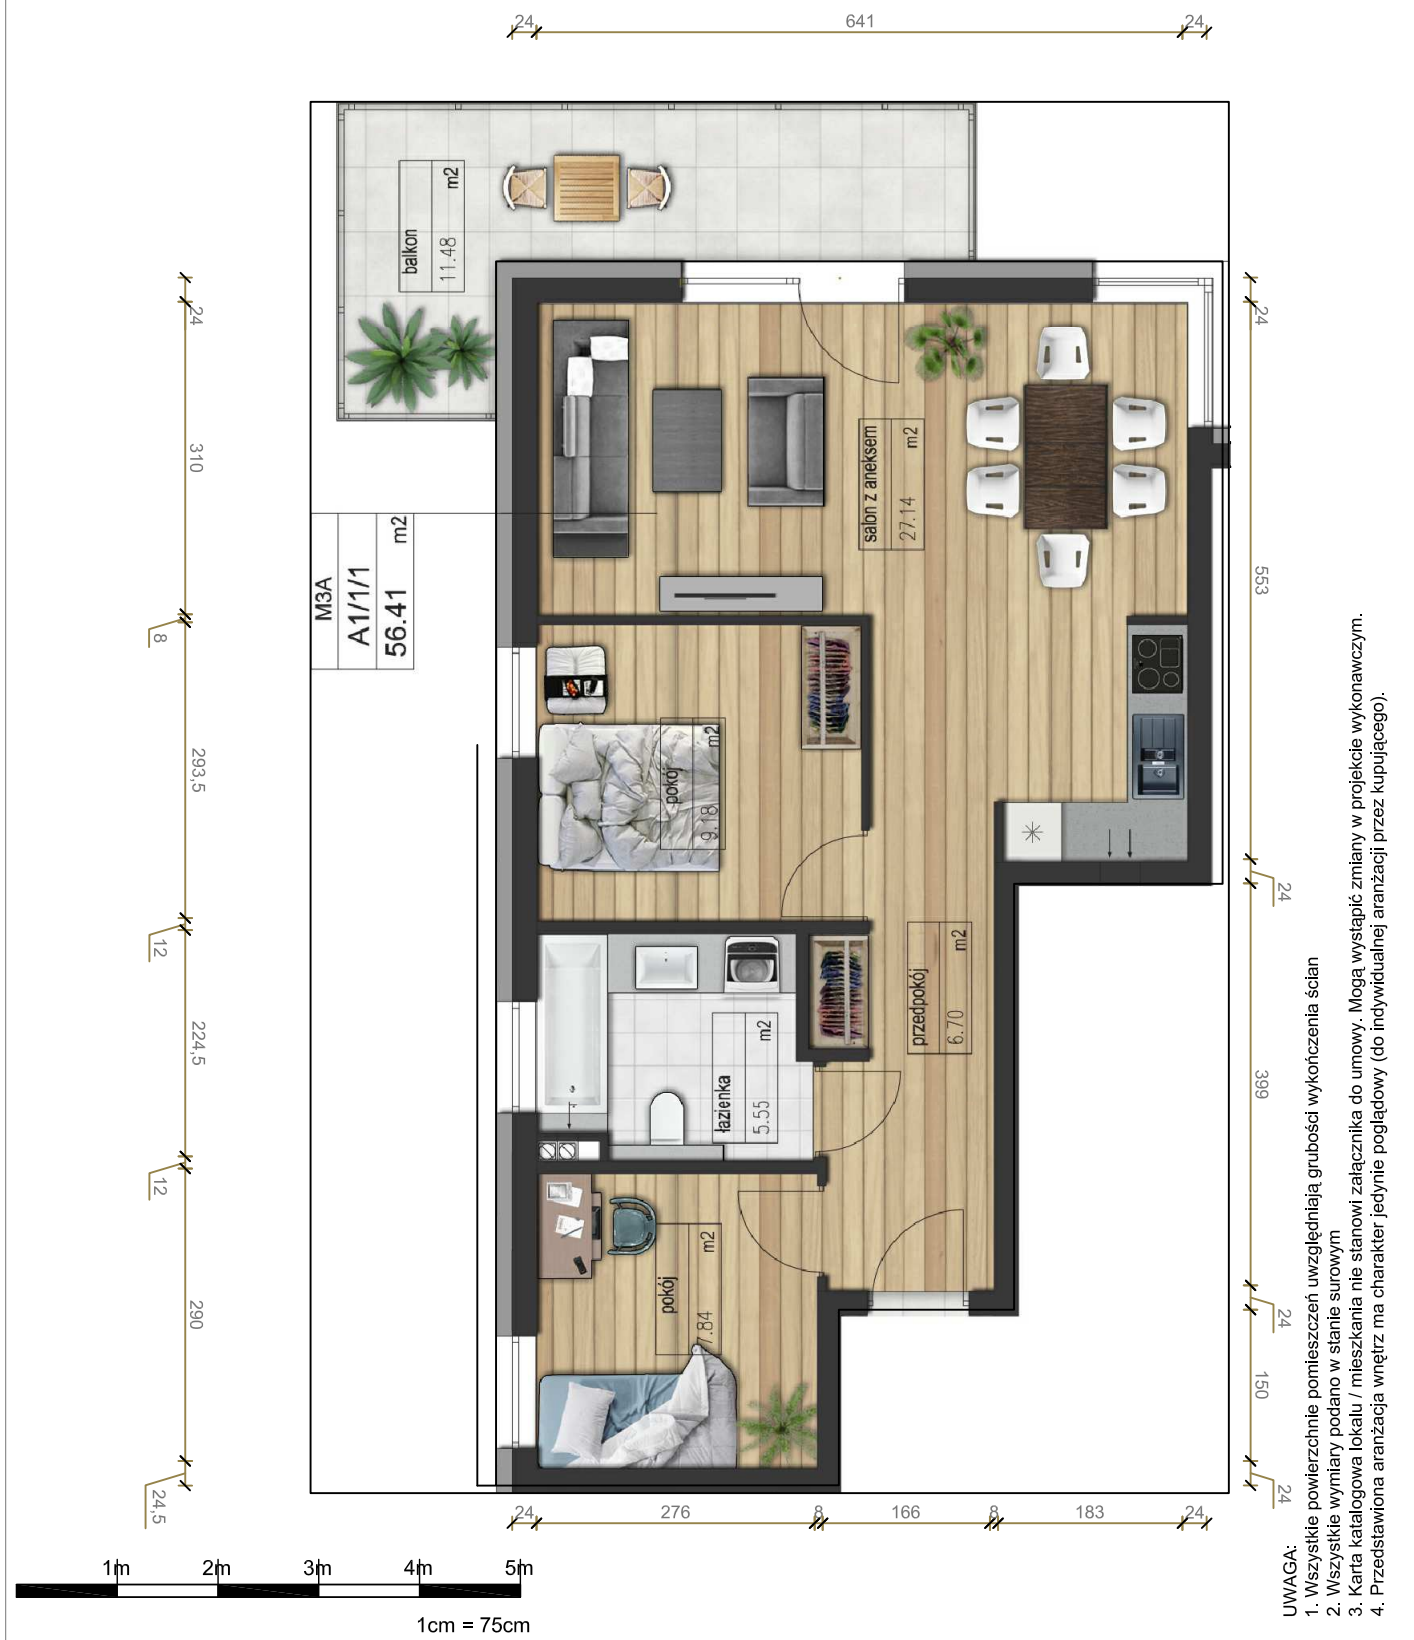 24
641
24
balkon
11.48 m2
24
310
8
293,5
12
224,5
12
290
24,5
M3A
A1/1/1
56.41 m2
salon z aneksem
27.14 m2
pokój
9.18 m2
przedpokój
6.70 m2
łazienka
5.55 m2
pokój
7.84 m2
24
553
24
399
24
150
24
24
276
8
166
8
183
24
1m 2m 3m 4m 5m
1cm = 75cm
UWAGA:
1. Wszystkie powierzchnie pomieszczeń uwzględniają grubości wykończenia ścian
2. Wszystkie wymiary podano w stanie surowym
3. Karta katalogowa lokalu / mieszkania nie stanowi załącznika do umowy. Mogą wystąpić zmiany w projekcie wykonawczym.
4. Przedstawiona aranżacja wnętrz ma charakter jedynie poglądowy (do indywidualnej aranżacji przez kupującego).